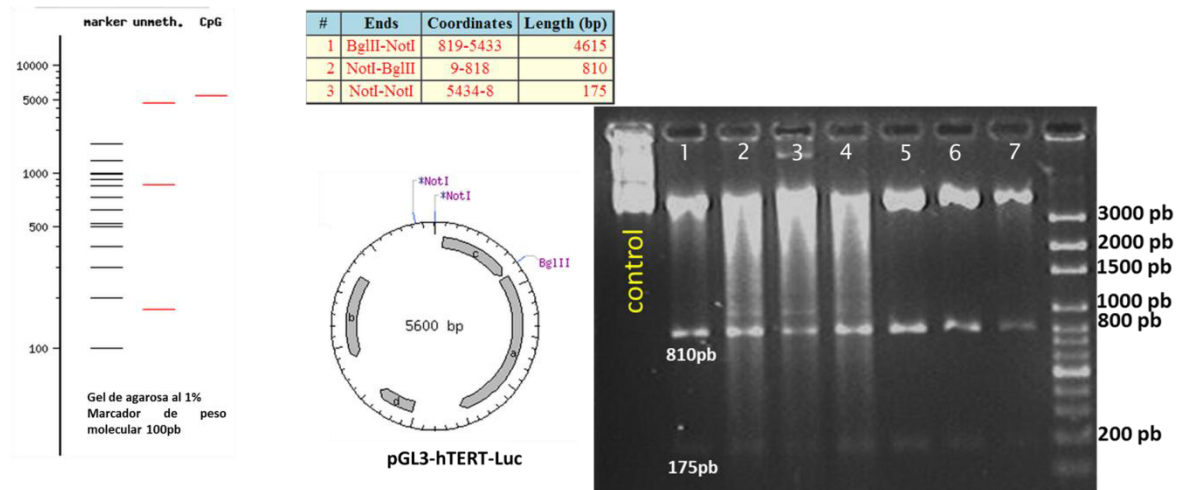 marker unmeth. CpG
10000
5000
1000
500
100
Gel de agarosa al 1%
Marcador de peso
molecular 100pb
# Ends Coordinates Length (bp)
1 BglII-NotI 819-5433 4615
2 NotI-BglII 9-818 810
3 NotI-NotI 5434-8 175
*NotI
*NotI
BglII
c
b
a
d
5600 bp
pGL3-hTERT-Luc
control
1 2 3 4 5 6 7
810pb
175pb
3000 pb
2000 pb
1500 pb
1000 pb
800 pb
200 pb